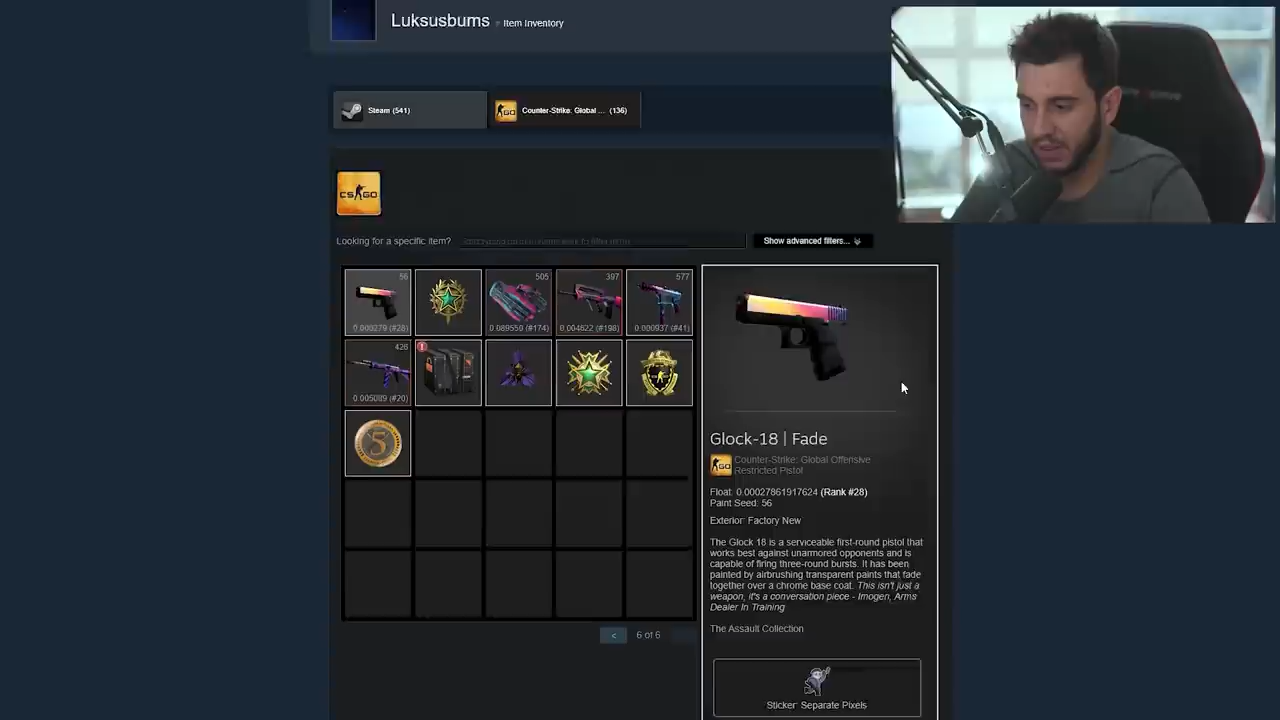 Luksusbums » Item Inventory
Steam (541)
Counter-Strike: Global ... (136)
CS GO
Looking for a specific item?
Show advanced filters...
56
505
397
577
0.000279 (#28)
0.089550 (#174)
0.004622 (#198)
0.000937 (#41)
426
0.005089 (#20)
5
Glock-18 | Fade
Counter-Strike: Global Offensive
Restricted Pistol
Float: 0.00027861917624 (Rank #28)
Paint Seed: 56
Exterior: Factory New
The Glock 18 is a serviceable first-round pistol that
works best against unarmored opponents and is
capable of firing three-round bursts. It has been
painted by airbrushing transparent paints that fade
together over a chrome base coat. This isn't just a
weapon, it's a conversation piece - Imogen, Arms
Dealer In Training
The Assault Collection
< 6 of 6
Sticker: Separate Pixels